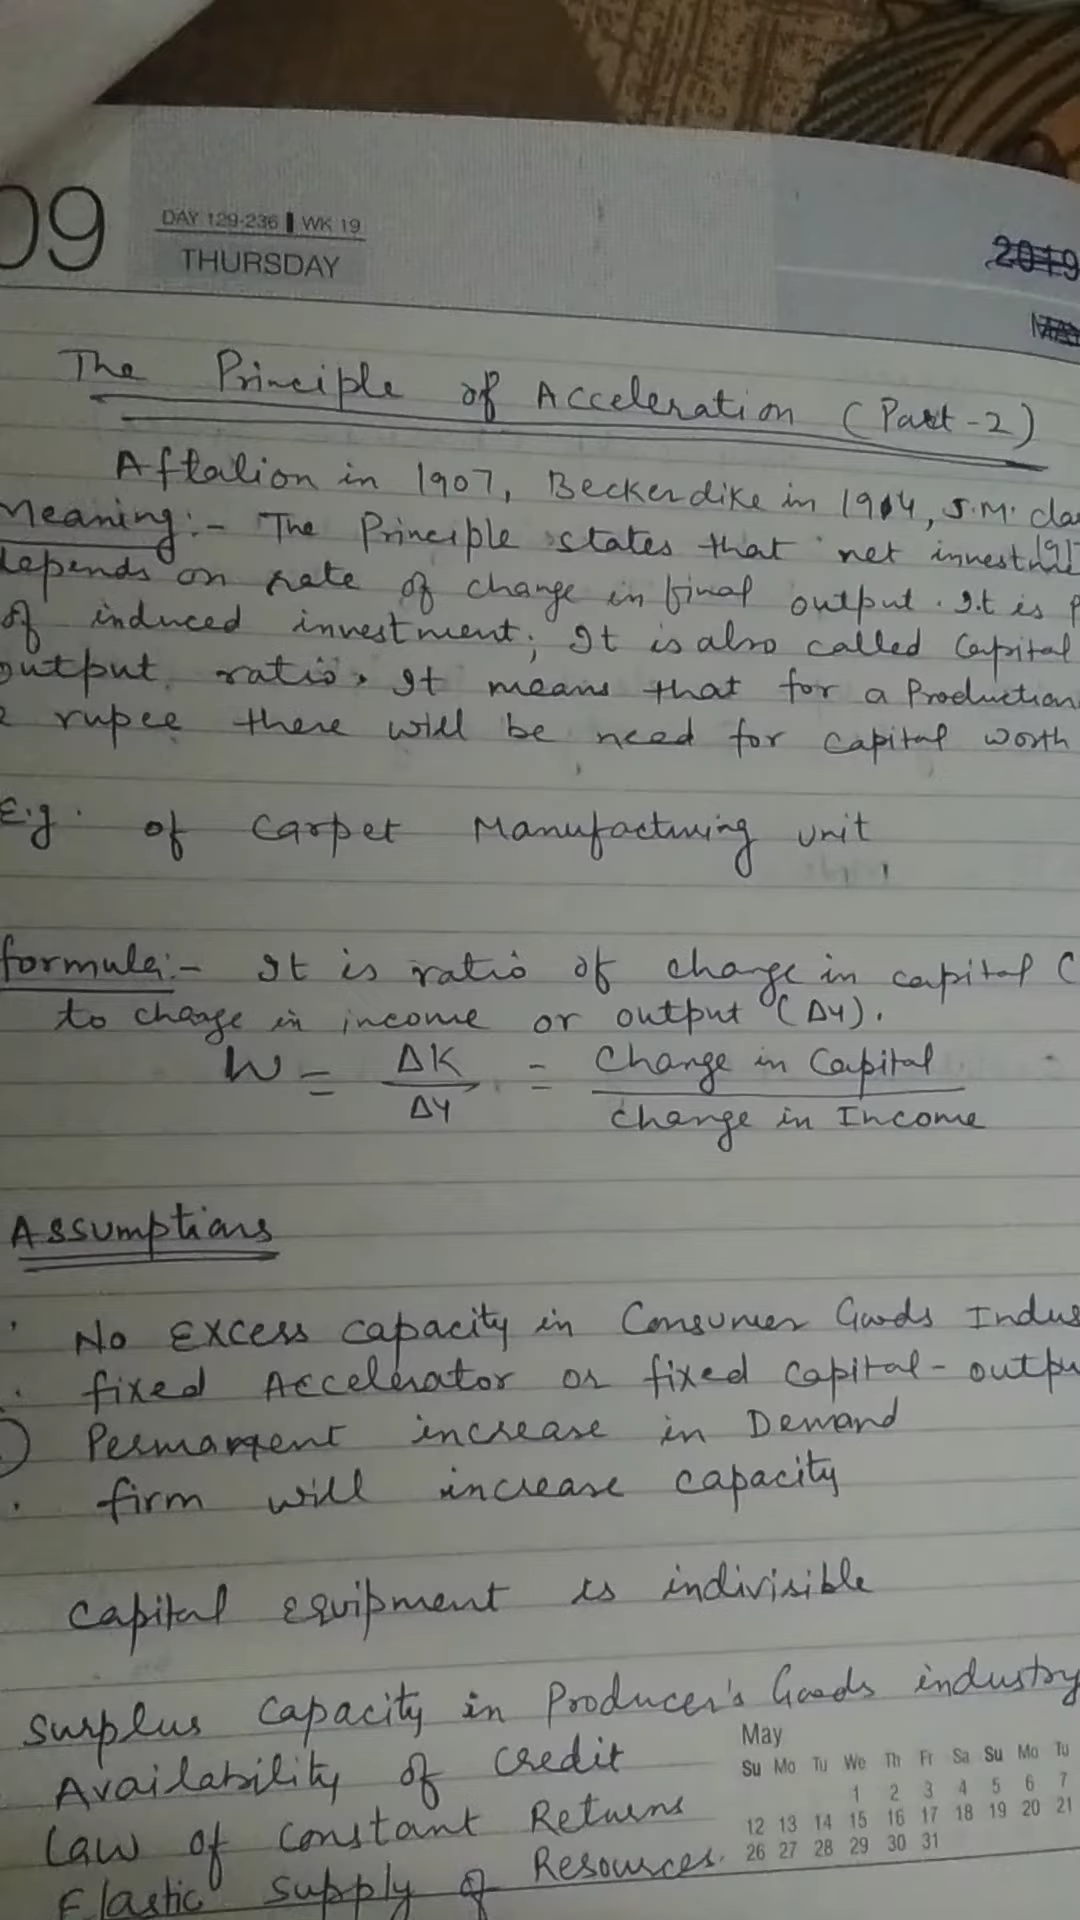 09
DAY 129-236 WK 19
THURSDAY
2019
The Principle of Acceleration (Part-2)
Aftalion in 1907, Beckerdike in 1914, J.M. cla
Meaning:- The Principle states that net investme
depends on rate of change in final output. It is p
of induced investment; It is also called Capital
output ratio. It means that for a Production
rupee there will be need for capital worth
E.g. of Carpet Manufacturing unit
formula:- It is ratio of change in capital (
to change in income or output (ΔY).
W = ΔK / ΔY = Change in Capital / change in Income
Assumptions
No Excess capacity in Consumer Goods Indus
fixed Accelerator or fixed capital-outpu
Permanent increase in Demand
firm will increase capacity
Capital equipment is indivisible
Surplus capacity in Producer's Goods industry
Availability of credit
Law of Constant Returns
Elastic Supply of Resources.
May
Su Mo Tu We Th Fr Sa Su Mo Tu
1 2 3 4 5 6 7
12 13 14 15 16 17 18 19 20 21
26 27 28 29 30 31